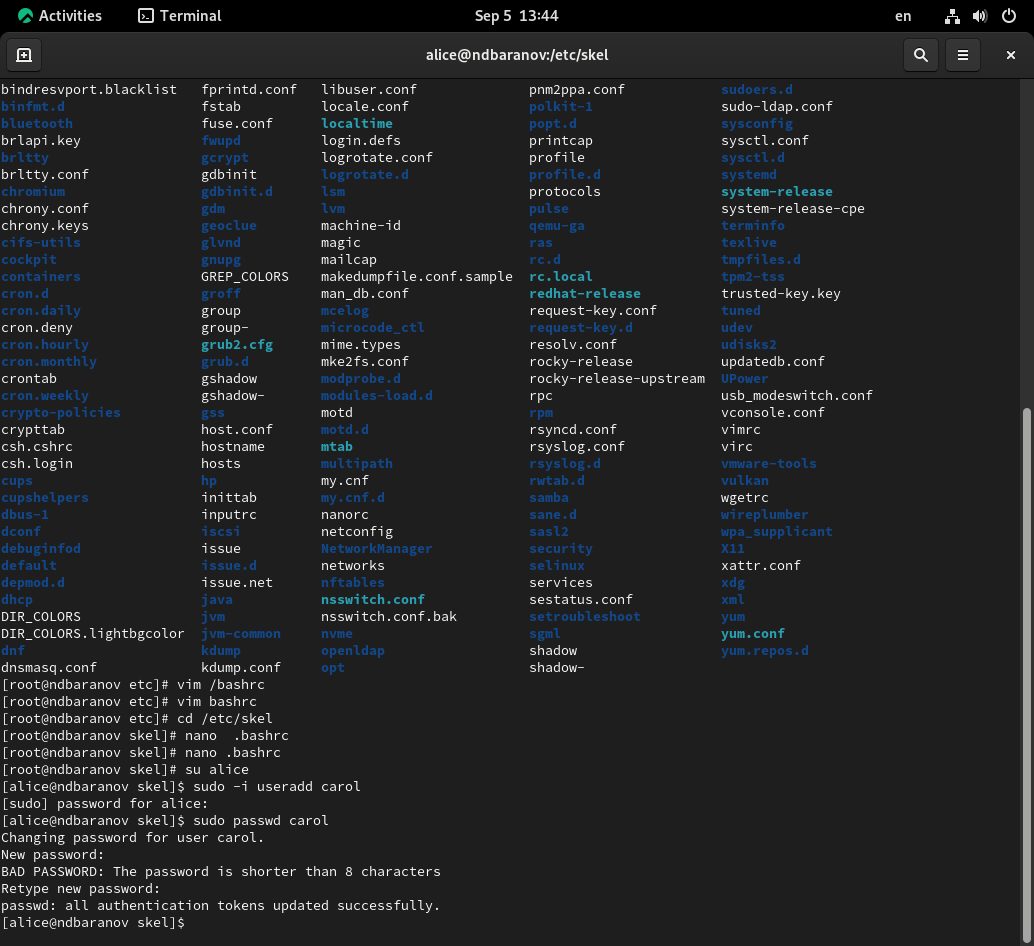 Activities Terminal Sep 5 13:44 en
alice@ndbaranov:/etc/skel
bindresvport.blacklist fprintd.conf libuser.conf pnm2ppa.conf sudoers.d
binfmt.d fstab locale.conf polkit-1 sudo-ldap.conf
bluetooth fuse.conf localtime popt.d sysconfig
brlapi.key fwupd login.defs printcap sysctl.conf
brltty gcrypt logrotate.conf profile sysctl.d
brltty.conf gdbinit logrotate.d profile.d systemd
chromium gdbinit.d lsm protocols system-release
chrony.conf gdm lvm pulse system-release-cpe
chrony.keys geoclue machine-id qemu-ga terminfo
cifs-utils glvnd magic ras texlive
cockpit gnupg mailcap rc.d tmpfiles.d
containers GREP_COLORS makedumpfile.conf.sample rc.local tpm2-tss
cron.d groff man_db.conf redhat-release trusted-key.key
cron.daily group mcelog request-key.conf tuned
cron.deny group- microcode_ctl request-key.d udev
cron.hourly grub2.cfg mime.types resolv.conf udisks2
cron.monthly grub.d mke2fs.conf rocky-release updatedb.conf
crontab gshadow modprobe.d rocky-release-upstream UPower
cron.weekly gshadow- modules-load.d rpc usb_modeswitch.conf
crypto-policies gss motd rpm vconsole.conf
crypttab host.conf motd.d rsyncd.conf vimrc
csh.cshrc hostname mtab rsyslog.conf virc
csh.login hosts multipath rsyslog.d vmware-tools
cups hp my.cnf rwtab.d vulkan
cupshelpers inittab my.cnf.d samba wgetrc
dbus-1 inputrc nanorc sane.d wireplumber
dconf iscsi netconfig sasl2 wpa_supplicant
debuginfod issue NetworkManager security X11
default issue.d networks selinux xattr.conf
depmod.d issue.net nftables services xdg
dhcp java nsswitch.conf sestatus.conf xml
DIR_COLORS jvm nsswitch.conf.bak setroubleshoot yum
DIR_COLORS.lightbgcolor jvm-common nvme sgml yum.conf
dnf kdump openldap shadow yum.repos.d
dnsmasq.conf kdump.conf opt shadow-
[root@ndbaranov etc]# vim /bashrc
[root@ndbaranov etc]# vim bashrc
[root@ndbaranov etc]# cd /etc/skel
[root@ndbaranov skel]# nano  .bashrc
[root@ndbaranov skel]# nano .bashrc
[root@ndbaranov skel]# su alice
[alice@ndbaranov skel]$ sudo -i useradd carol
[sudo] password for alice:
[alice@ndbaranov skel]$ sudo passwd carol
Changing password for user carol.
New password:
BAD PASSWORD: The password is shorter than 8 characters
Retype new password:
passwd: all authentication tokens updated successfully.
[alice@ndbaranov skel]$